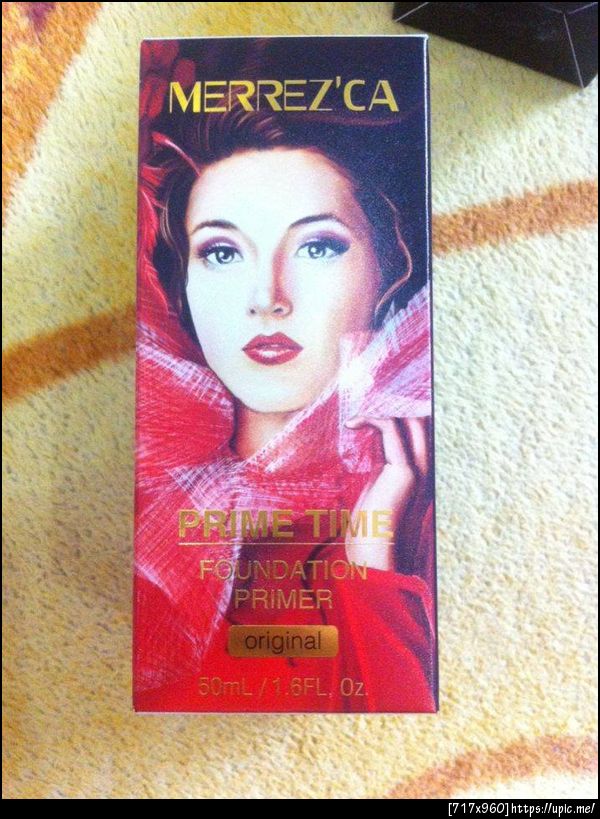 MERREZ'CA
PRIME TIME
FOUNDATION
PRIMER
original
50mL / 1.6FL, Oz.
[717x960]https://upic.me/